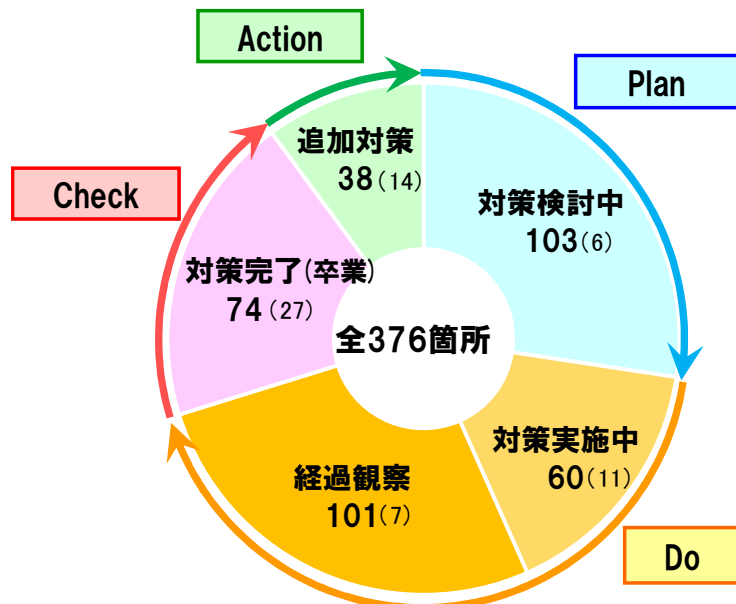 Action
Plan
追加対策
38(14)
対策検討中
103(6)
Check
対策完了(卒業)
74(27)
全376箇所
対策実施中
60(11)
経過観察
101(7)
Do